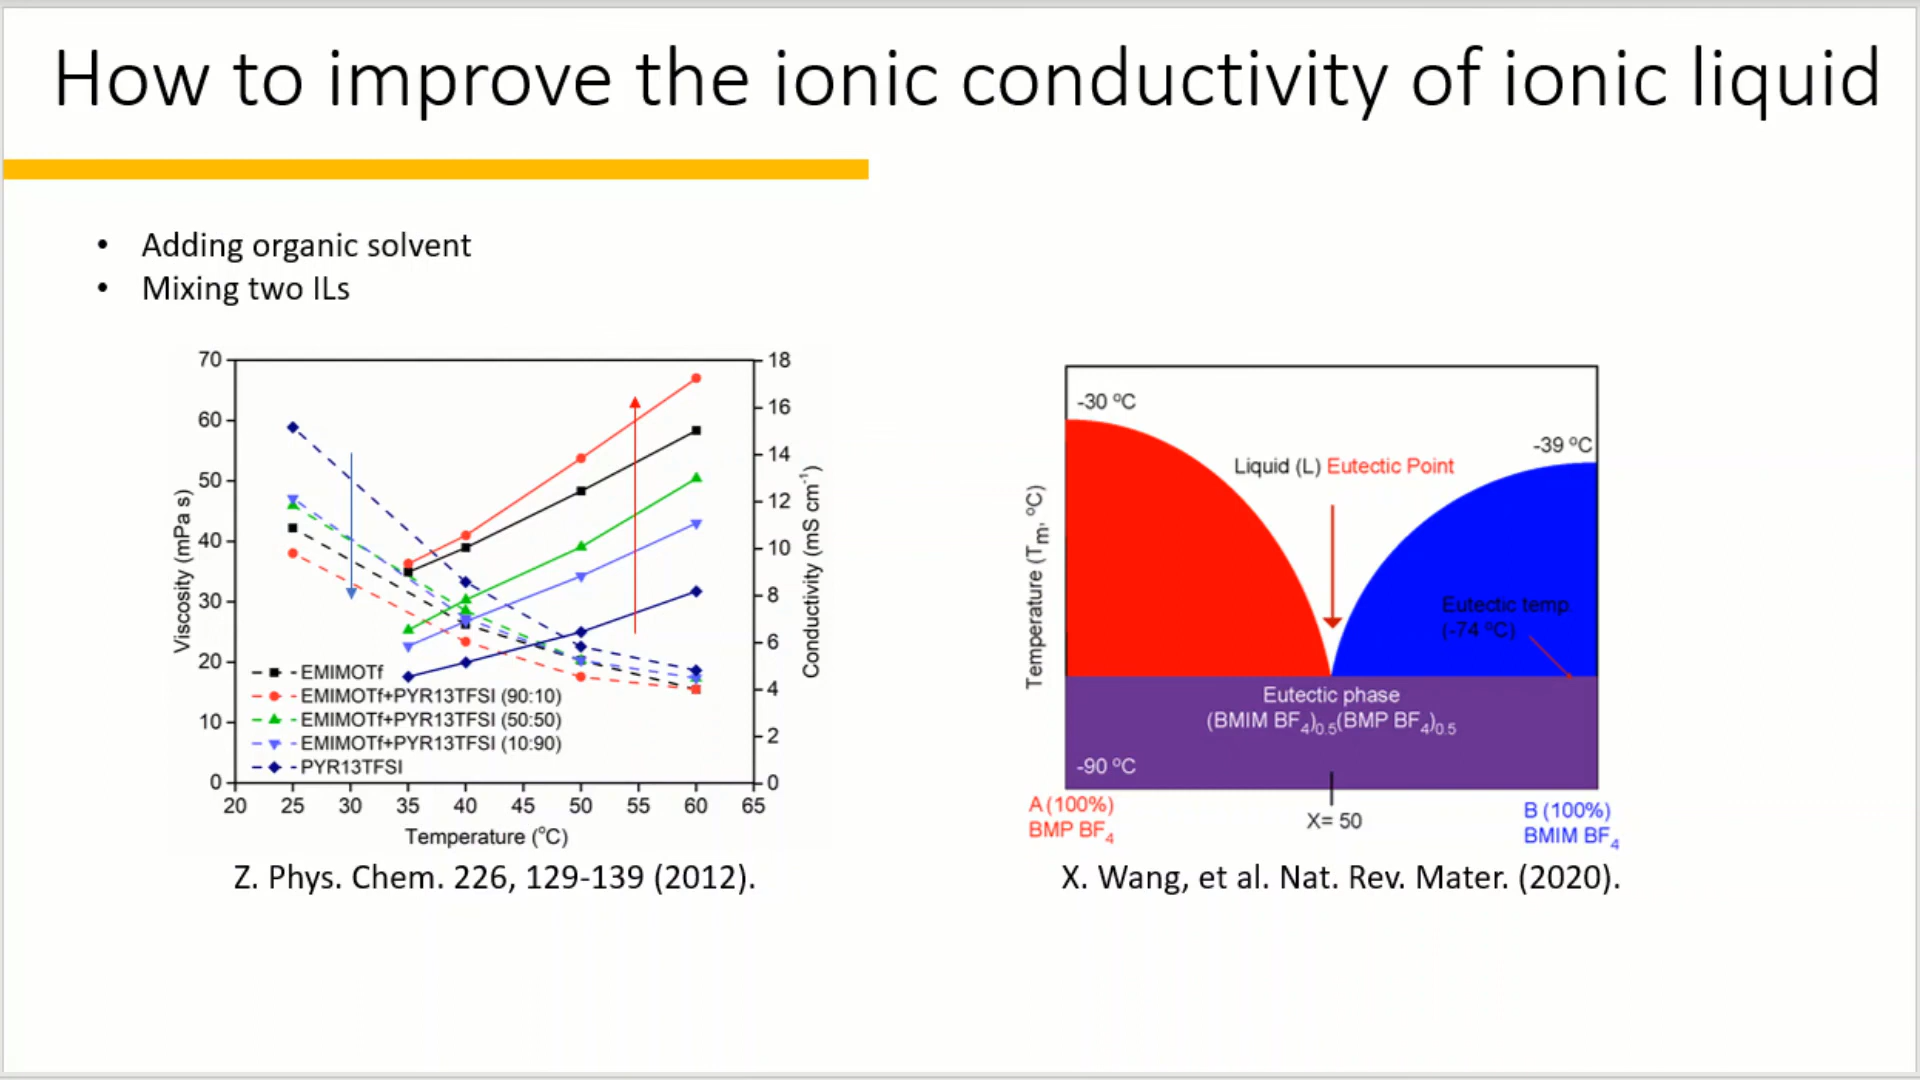 How to improve the ionic conductivity of ionic liquid
• Adding organic solvent
• Mixing two ILs
70
60
50
40
30
20
10
0
Viscosity (mPa s)
18
16
14
12
10
8
6
4
2
0
Conductivity (mS cm⁻¹)
EMIMOTf
EMIMOTf+PYR13TFSI (90:10)
EMIMOTf+PYR13TFSI (50:50)
EMIMOTf+PYR13TFSI (10:90)
PYR13TFSI
20 25 30 35 40 45 50 55 60 65
Temperature (°C)
Z. Phys. Chem. 226, 129-139 (2012).
-30 °C
-39 °C
Liquid (L) Eutectic Point
Temperature (Tm, °C)
Eutectic temp.
(-74 °C)
Eutectic phase
(BMIM BF₄)₀.₅(BMP BF₄)₀.₅
-90 °C
A (100%)
BMP BF₄
X= 50
B (100%)
BMIM BF₄
X. Wang, et al. Nat. Rev. Mater. (2020).